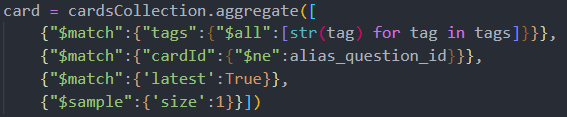 card = cardsCollection.aggregate([
{"$match":{"tags":{"$all":[str(tag) for tag in tags]}}},
{"$match":{"cardId":{"$ne":alias_question_id}}},
{"$match":{'latest':True}},
{"$sample":{'size':1}}])